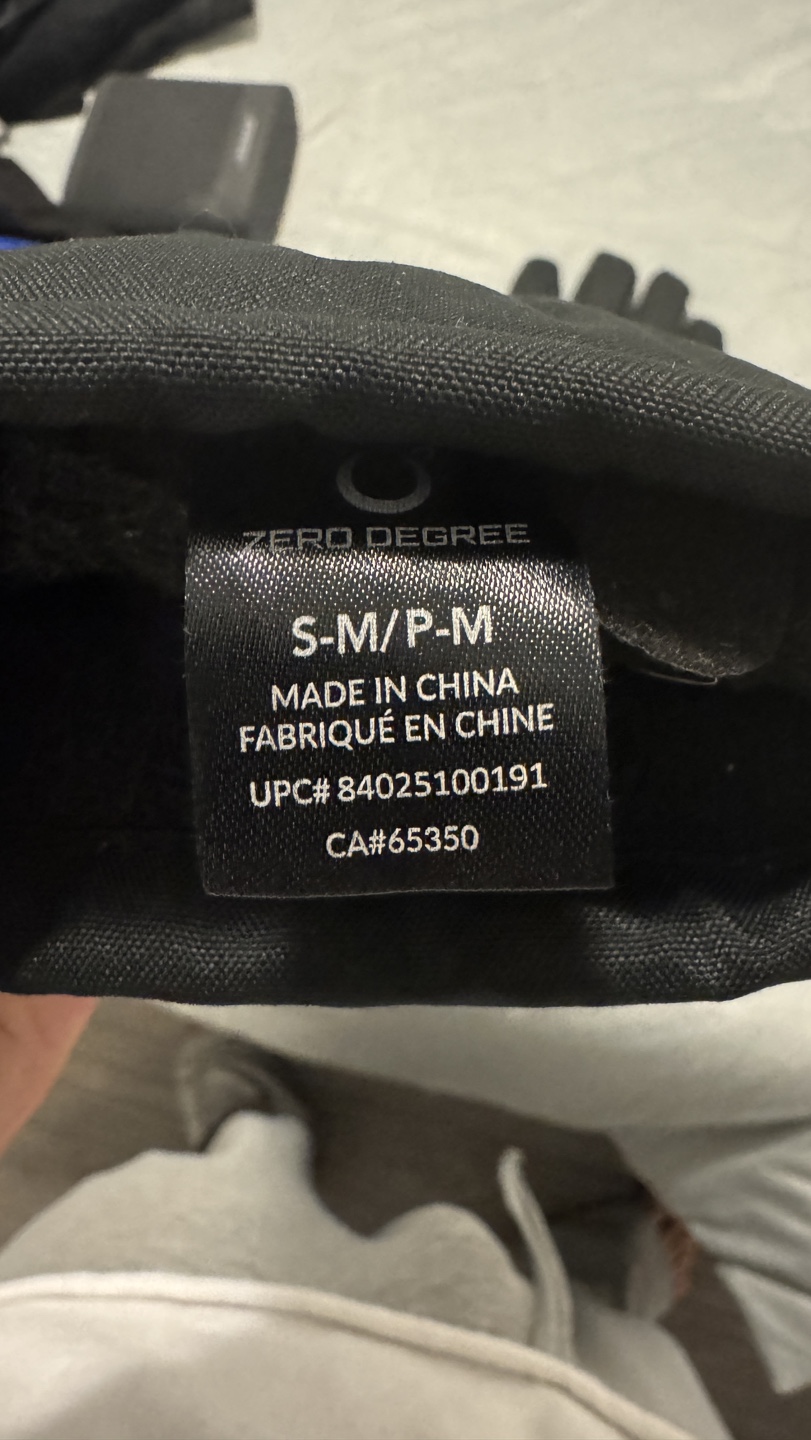 ZERO DEGREE
S-M/P-M
MADE IN CHINA
FABRIQUÉ EN CHINE
UPC# 84025100191
CA#65350